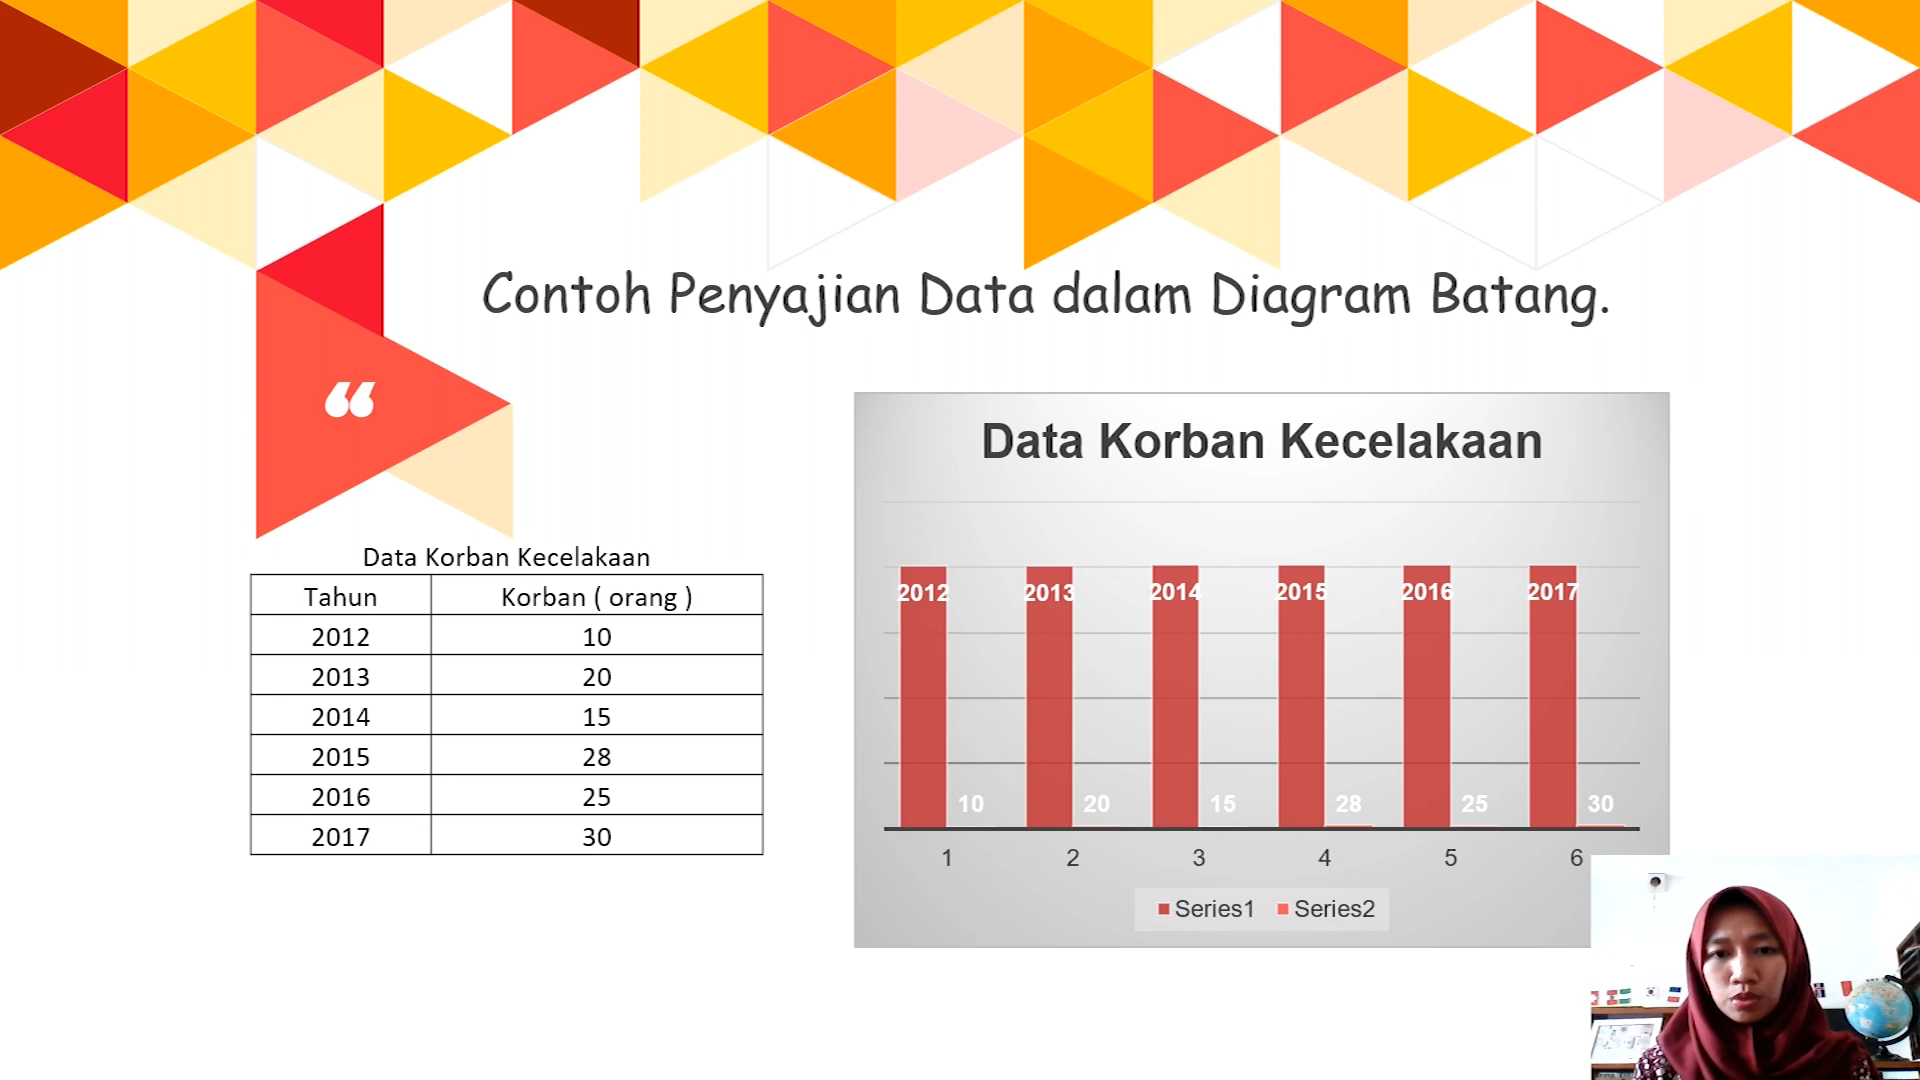 Contoh Penyajian Data dalam Diagram Batang.
“
Data Korban Kecelakaan
Tahun Korban ( orang )
2012 10
2013 20
2014 15
2015 28
2016 25
2017 30
Data Korban Kecelakaan
2012 2013 2014 2015 2016 2017
10 20 15 28 25 30
1 2 3 4 5 6
Series1 Series2